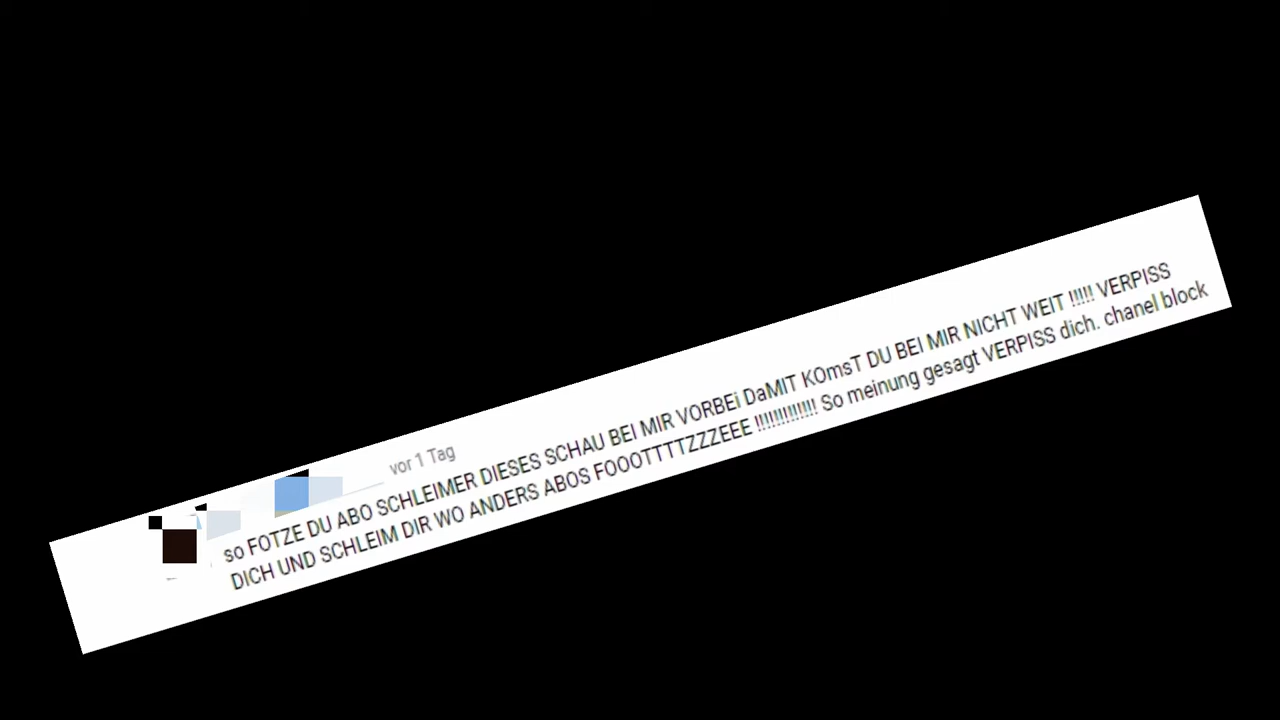 vor 1 Tag
so FOTZE DU ABO SCHLEIMER DIESES SCHAU BEI MIR VORBEi DaMIT KOmsT DU BEI MIR NICHT WEIT !!!!! VERPISS
DICH UND SCHLEIM DIR WO ANDERS ABOS FOOOTTTTZZZEEE !!!!!!!!!!!!! So meinung gesagt VERPISS dich. chanel block